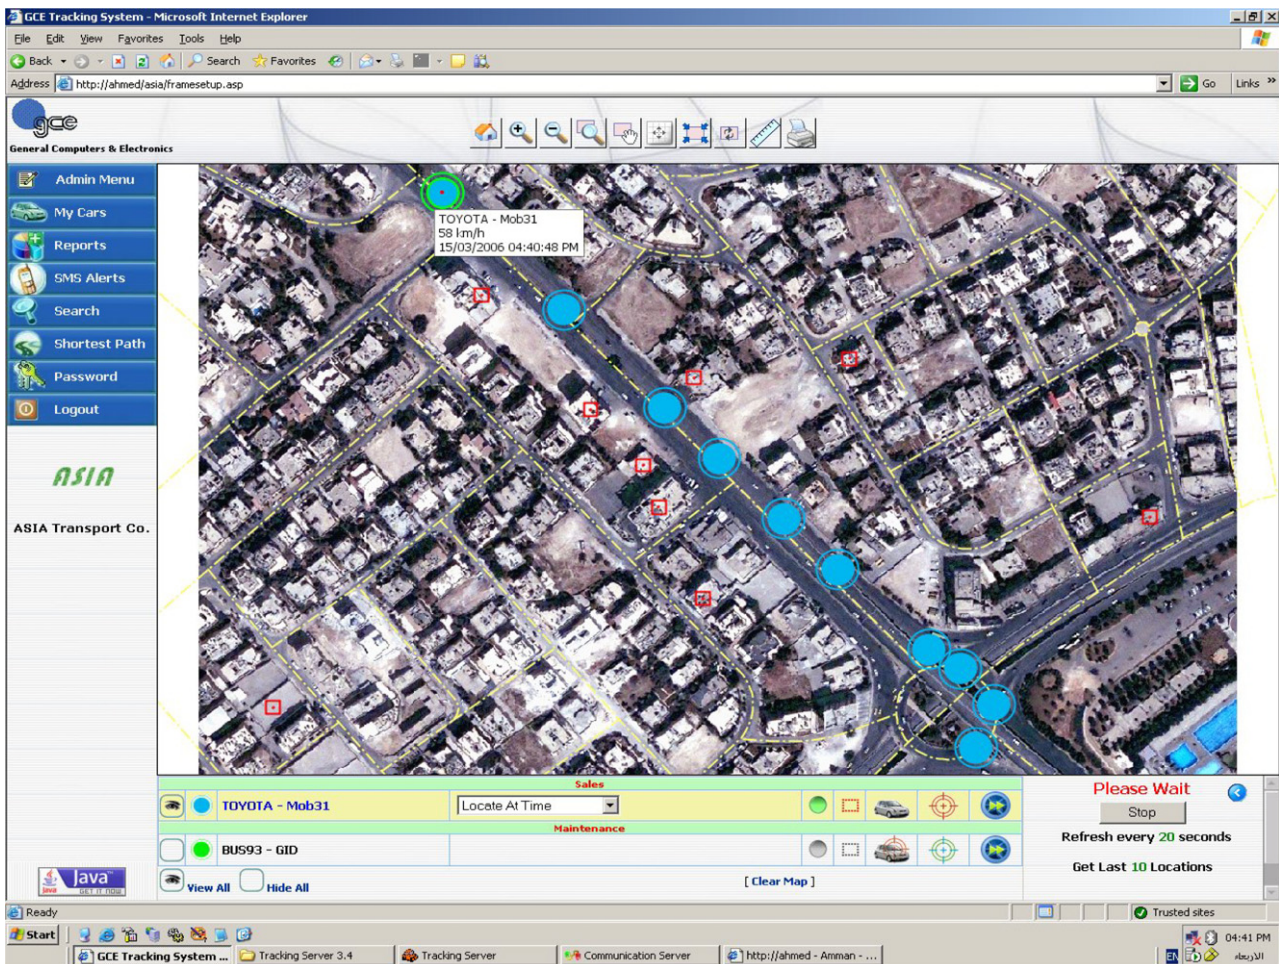 GCE Tracking System - Microsoft Internet Explorer
File Edit View Favorites Tools Help
Back Search Favorites
Address http://ahmed/asia/framesetup.asp Go Links »
gce
General Computers & Electronics
Admin Menu
My Cars
Reports
SMS Alerts
Search
Shortest Path
Password
Logout
ASIA
ASIA Transport Co.
TOYOTA - Mob31
58 km/h
15/03/2006 04:40:48 PM
Sales
TOYOTA - Mob31 Locate At Time
Maintenance
BUS93 - GID
View All Hide All [ Clear Map ]
Please Wait
Stop
Refresh every 20 seconds
Get Last 10 Locations
Java
Java GET IT NOW
Ready Trusted sites
Start 04:41 PM
GCE Tracking System ... Tracking Server 3.4 Tracking Server Communication Server http://ahmed - Amman - ... EN الاربعاء